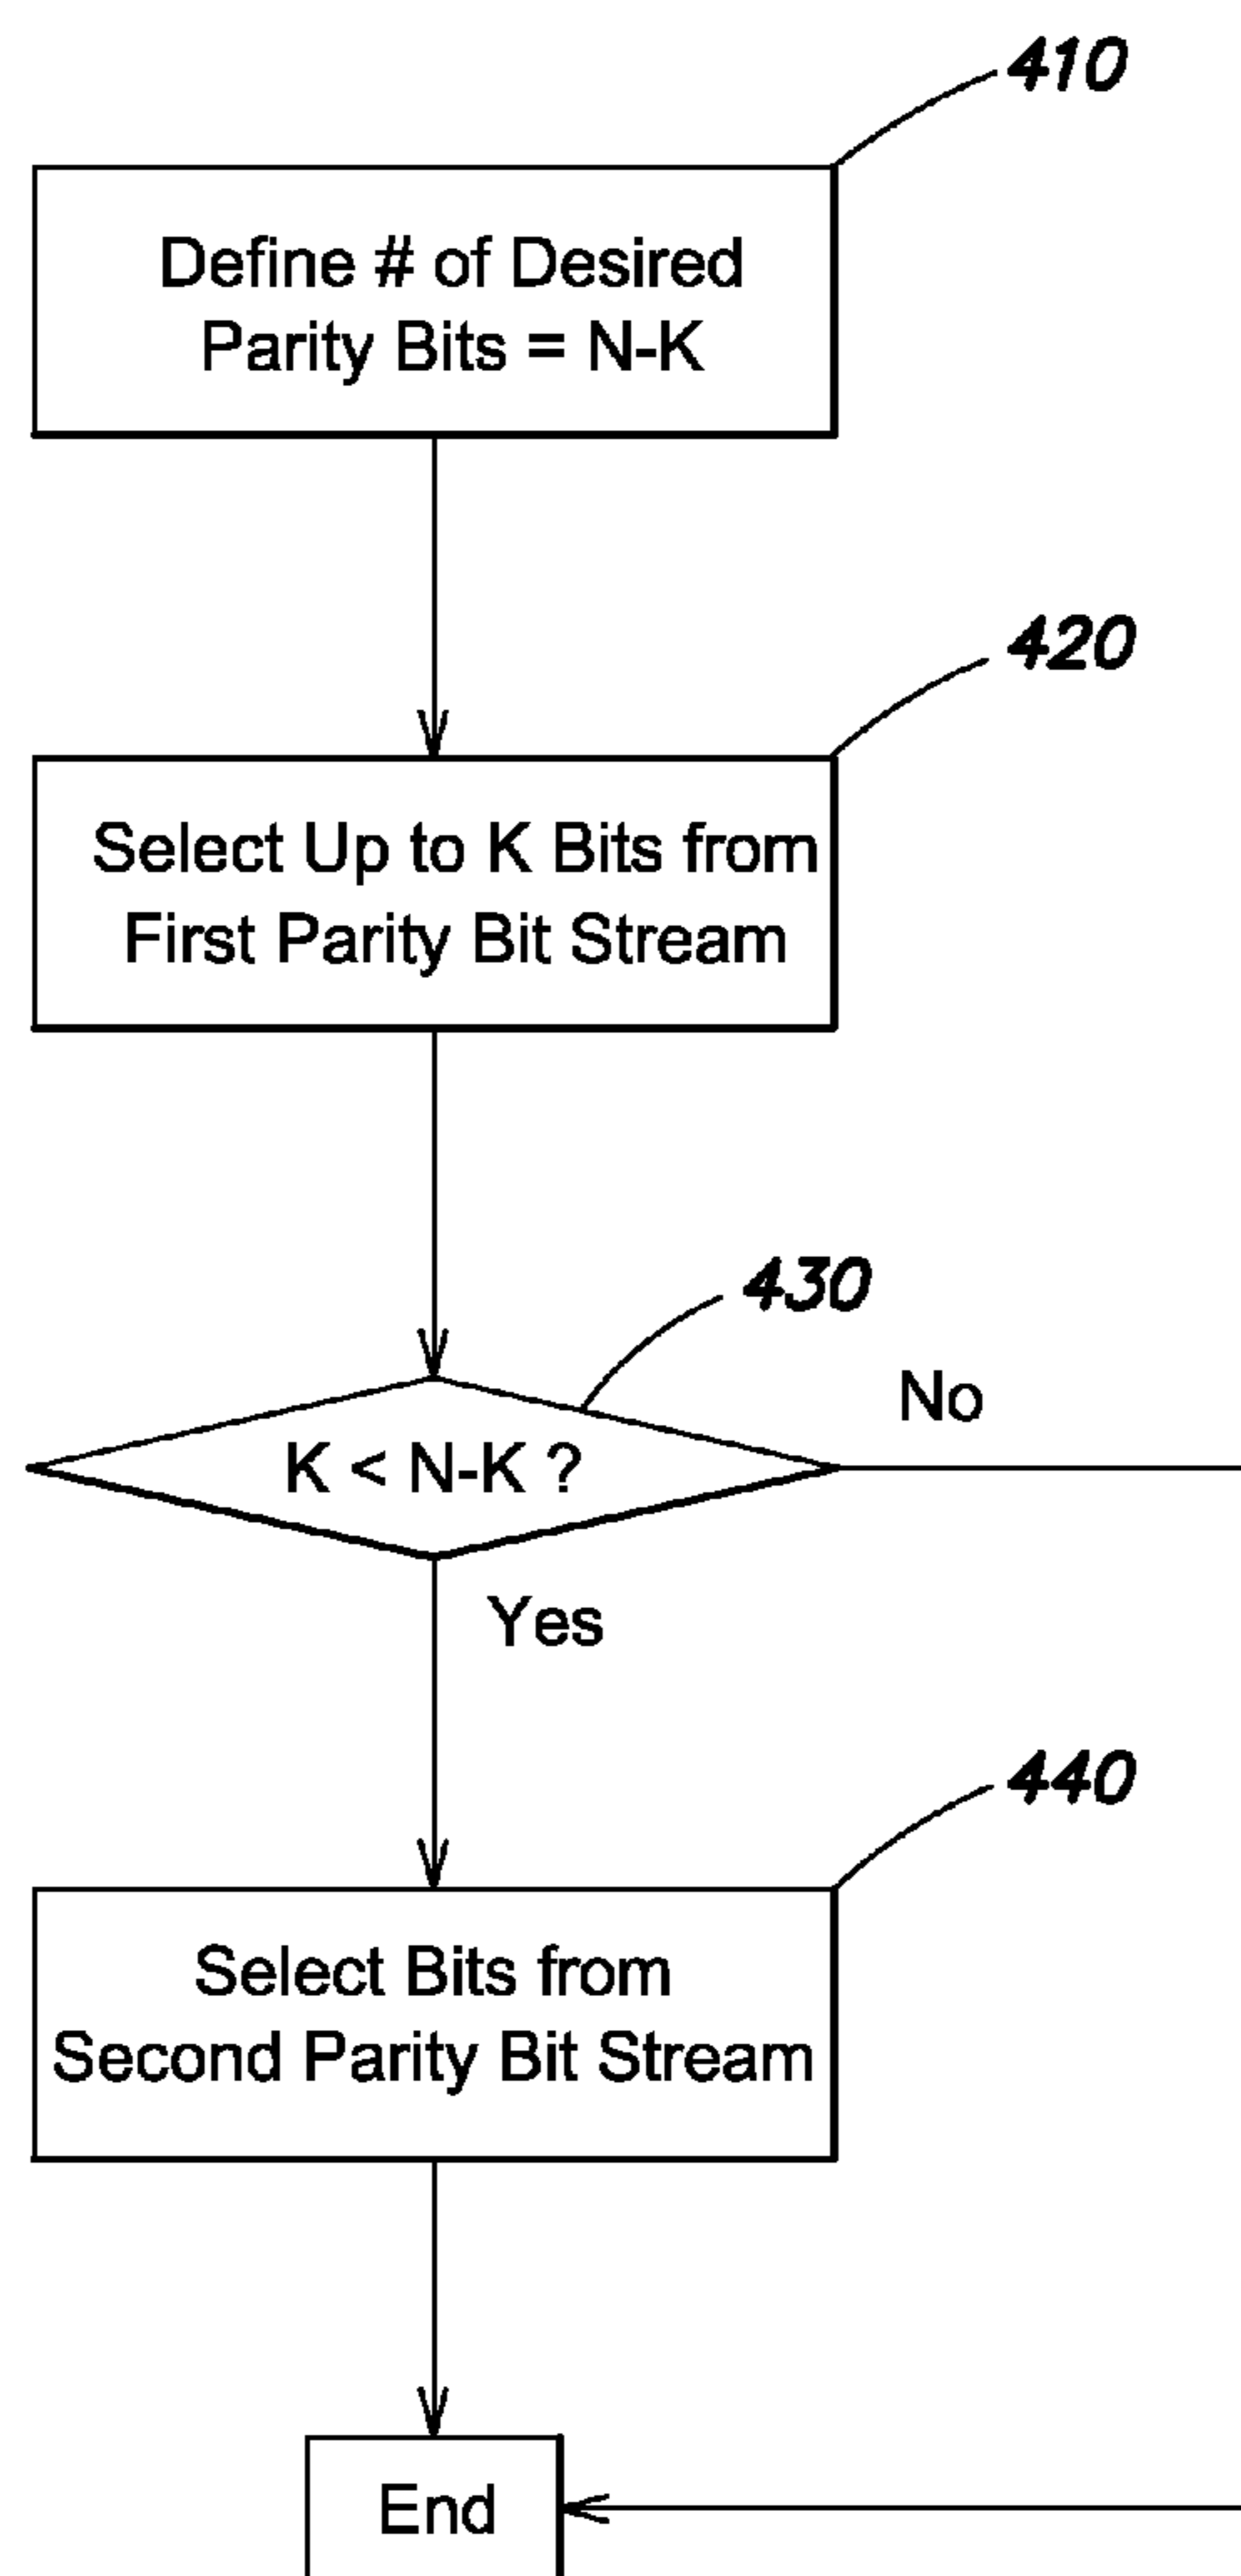 410
Define # of Desired
Parity Bits = N-K
420
Select Up to K Bits from
First Parity Bit Stream
430
No
K < N-K ?
Yes
440
Select Bits from
Second Parity Bit Stream
End